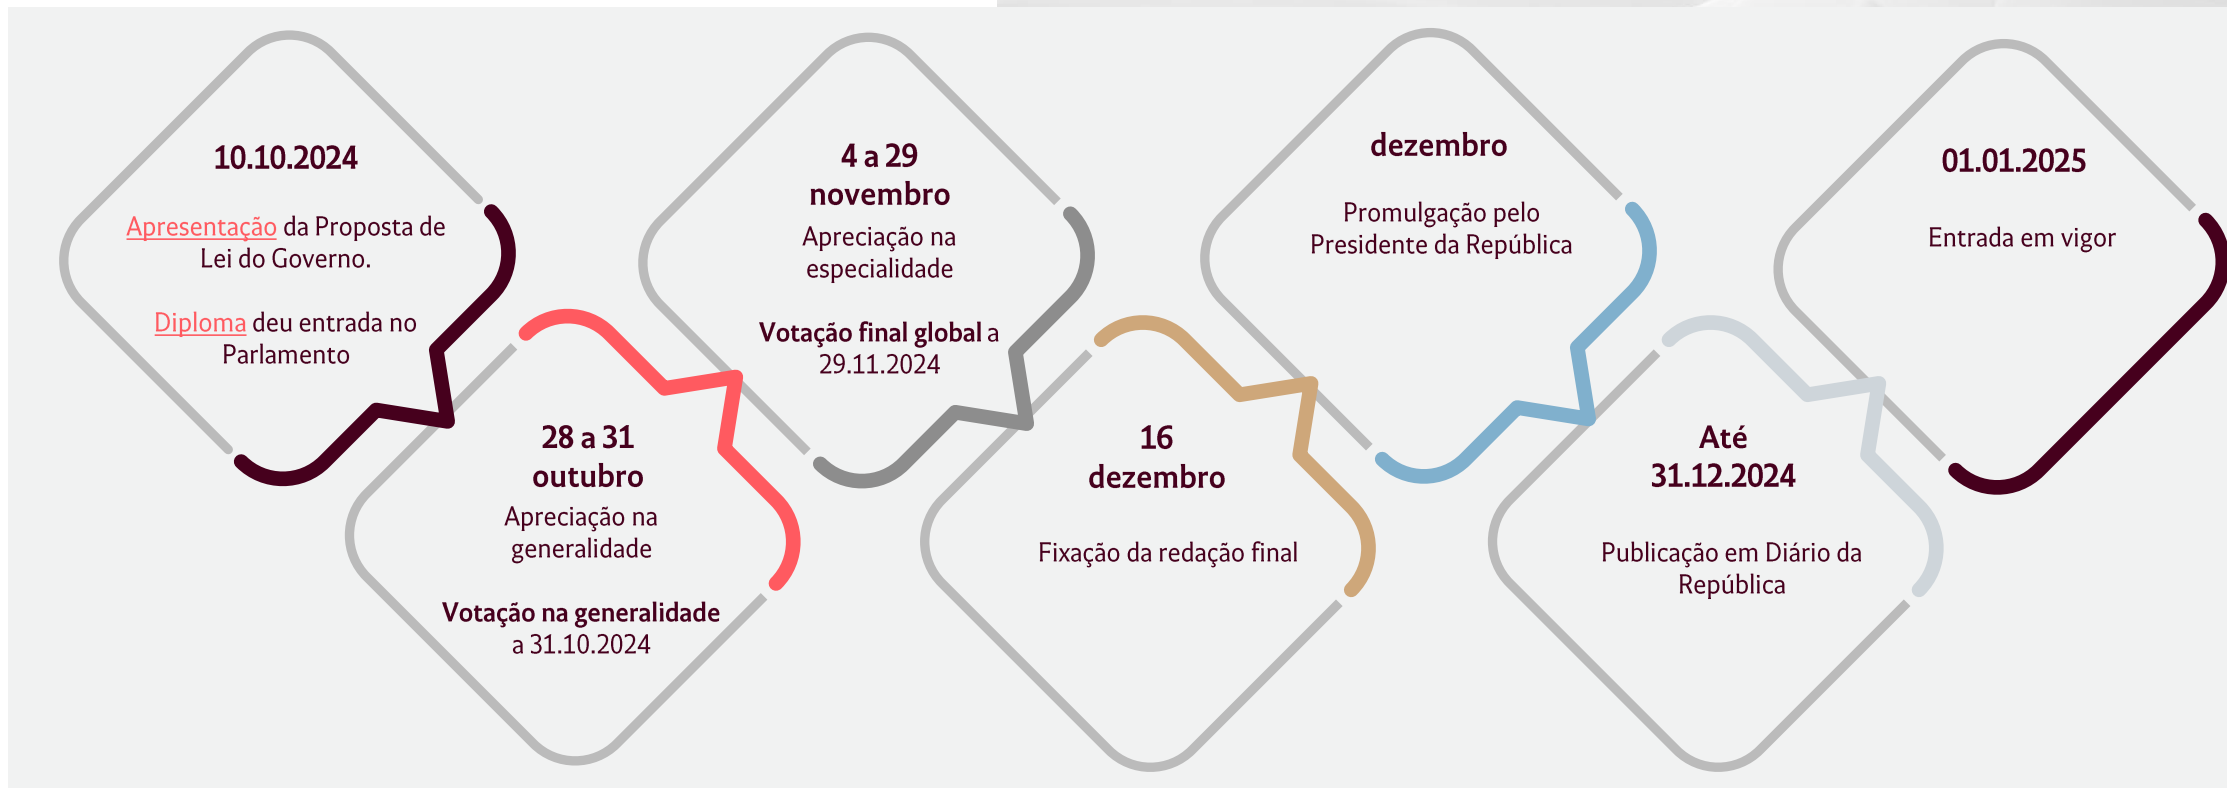 10.10.2024
Apresentação da Proposta de
Lei do Governo.
Diploma deu entrada no
Parlamento
28 a 31
outubro
Apreciação na
generalidade
Votação na generalidade
a 31.10.2024
4 a 29
novembro
Apreciação na
especialidade
Votação final global a
29.11.2024
16
dezembro
Fixação da redação final
dezembro
Promulgação pelo
Presidente da República
Até
31.12.2024
Publicação em Diário da
República
01.01.2025
Entrada em vigor